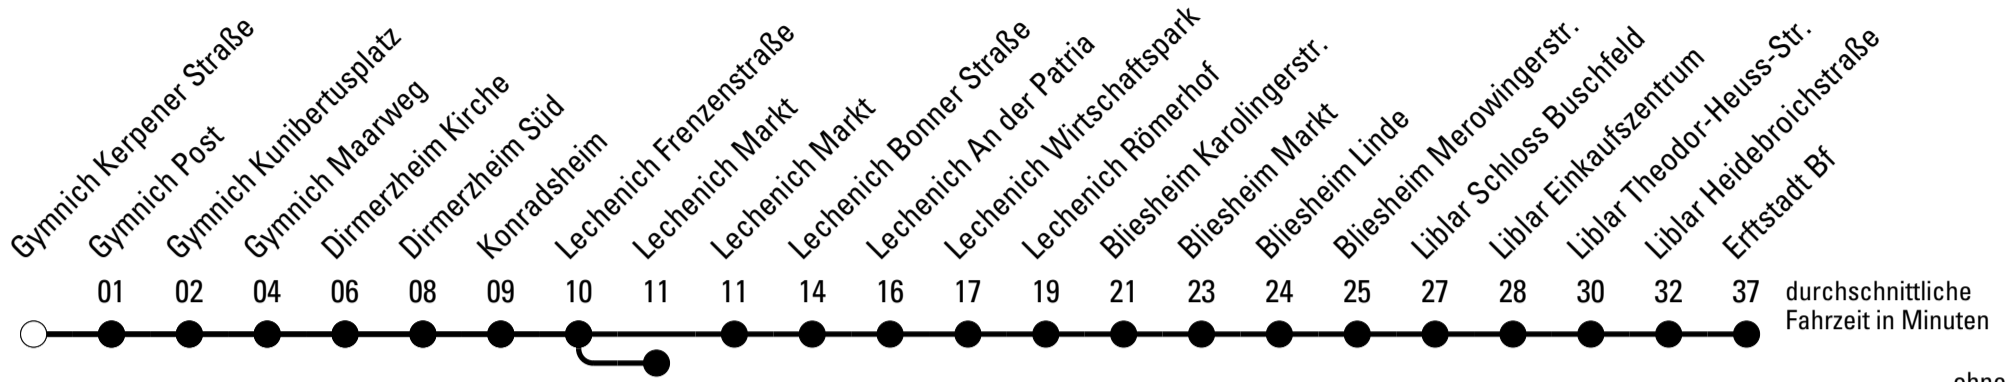 Gymnich Kerpener Straße
Gymnich Post
Gymnich Kunibertusplatz
Gymnich Maarweg
Dirmerzheim Kirche
Dirmerzheim Süd
Konradsheim
Lechenich Frenzenstraße
Lechenich Markt
Lechenich Markt
Lechenich Bonner Straße
Lechenich An der Patria
Lechenich Wirtschaftspark
Lechenich Römerhof
Bliesheim Karolingerstr.
Bliesheim Markt
Bliesheim Linde
Bliesheim Merowingerstr.
Liblar Schloss Buschfeld
Liblar Einkaufszentrum
Liblar Theodor-Heuss-Str.
Liblar Heidebroichstraße
Erftstadt Bf
01 02 04 06 08 09 10 11 11 14 16 17 19 21 23 24 25 27 28 30 32 37 durchschnittliche
Fahrzeit in Minuten